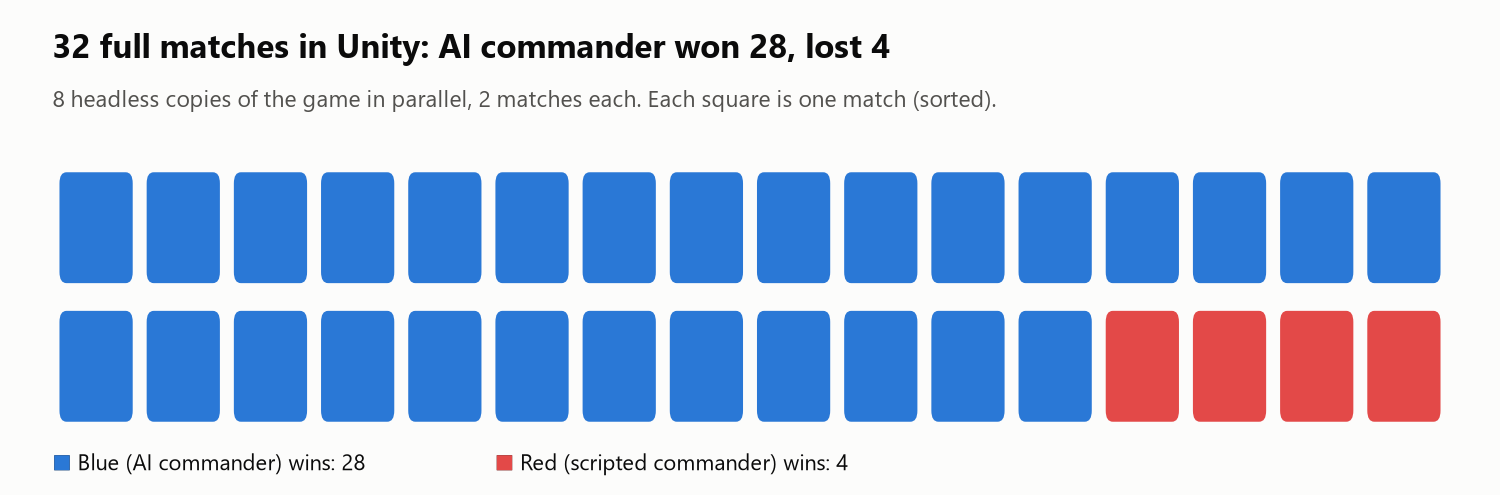 32 full matches in Unity: AI commander won 28, lost 4
8 headless copies of the game in parallel, 2 matches each. Each square is one match (sorted).
Blue (AI commander) wins: 28
Red (scripted commander) wins: 4